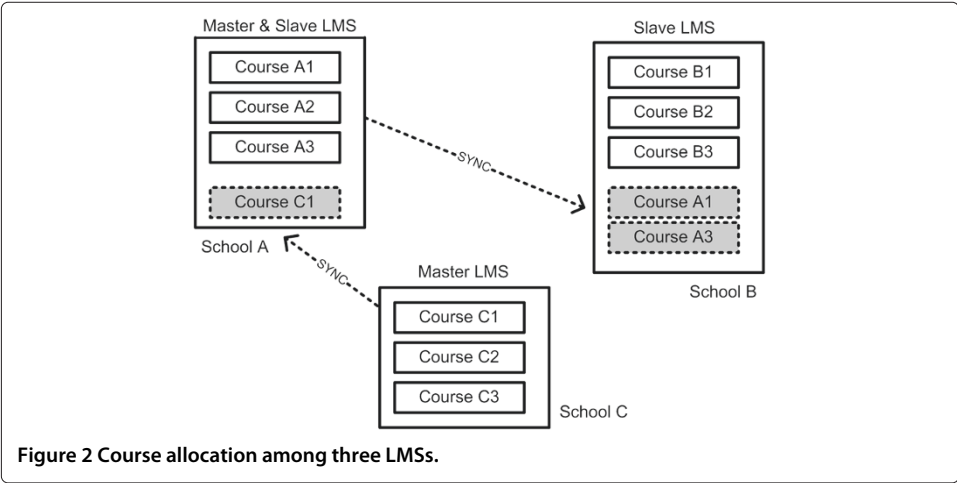 Master & Slave LMS
Course A1
Course A2
Course A3
Course C1
School A
SYNC
Slave LMS
Course B1
Course B2
Course B3
Course A1
Course A3
School B
SYNC
Master LMS
Course C1
Course C2
Course C3
School C
Figure 2 Course allocation among three LMSs.